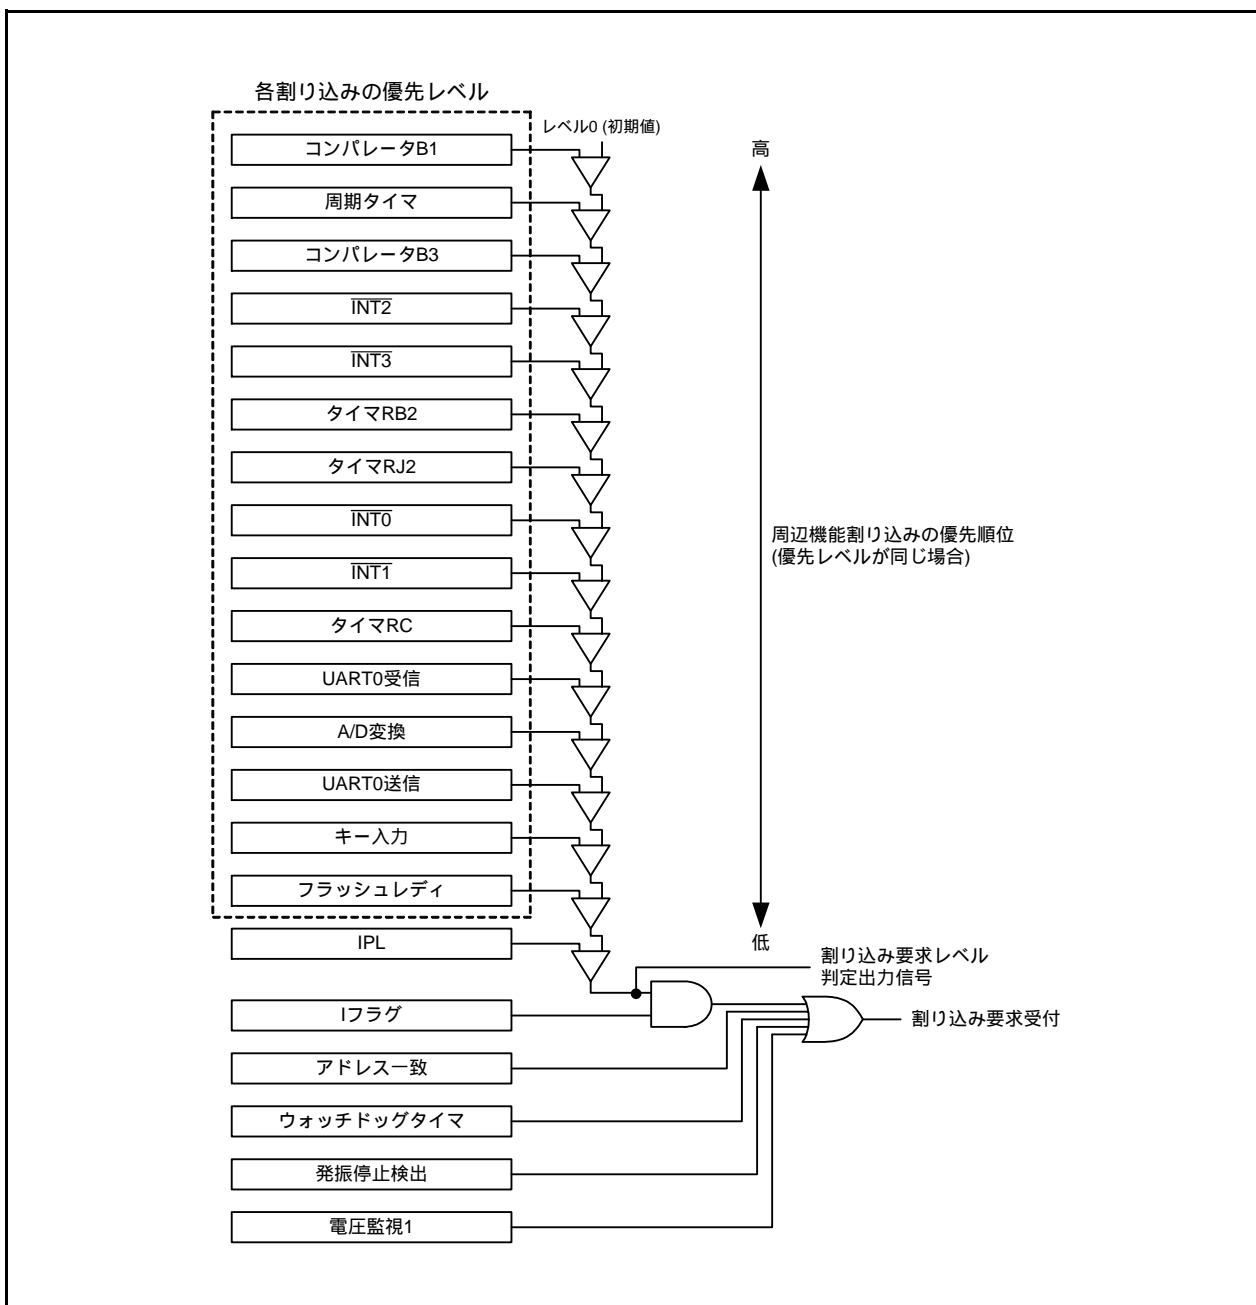 各割り込みの優先レベル
レベル0 (初期値)
コンパレータB1
高
周期タイマ
コンパレータB3
INT2
INT3
タイマRB2
タイマRJ2
INT0
周辺機能割り込みの優先順位
(優先レベルが同じ場合)
INT1
タイマRC
UART0受信
A/D変換
UART0送信
キー入力
フラッシュレディ
IPL
低
割り込み要求レベル
判定出力信号
Iフラグ
割り込み要求受付
アドレス一致
ウォッチドッグタイマ
発振停止検出
電圧監視1